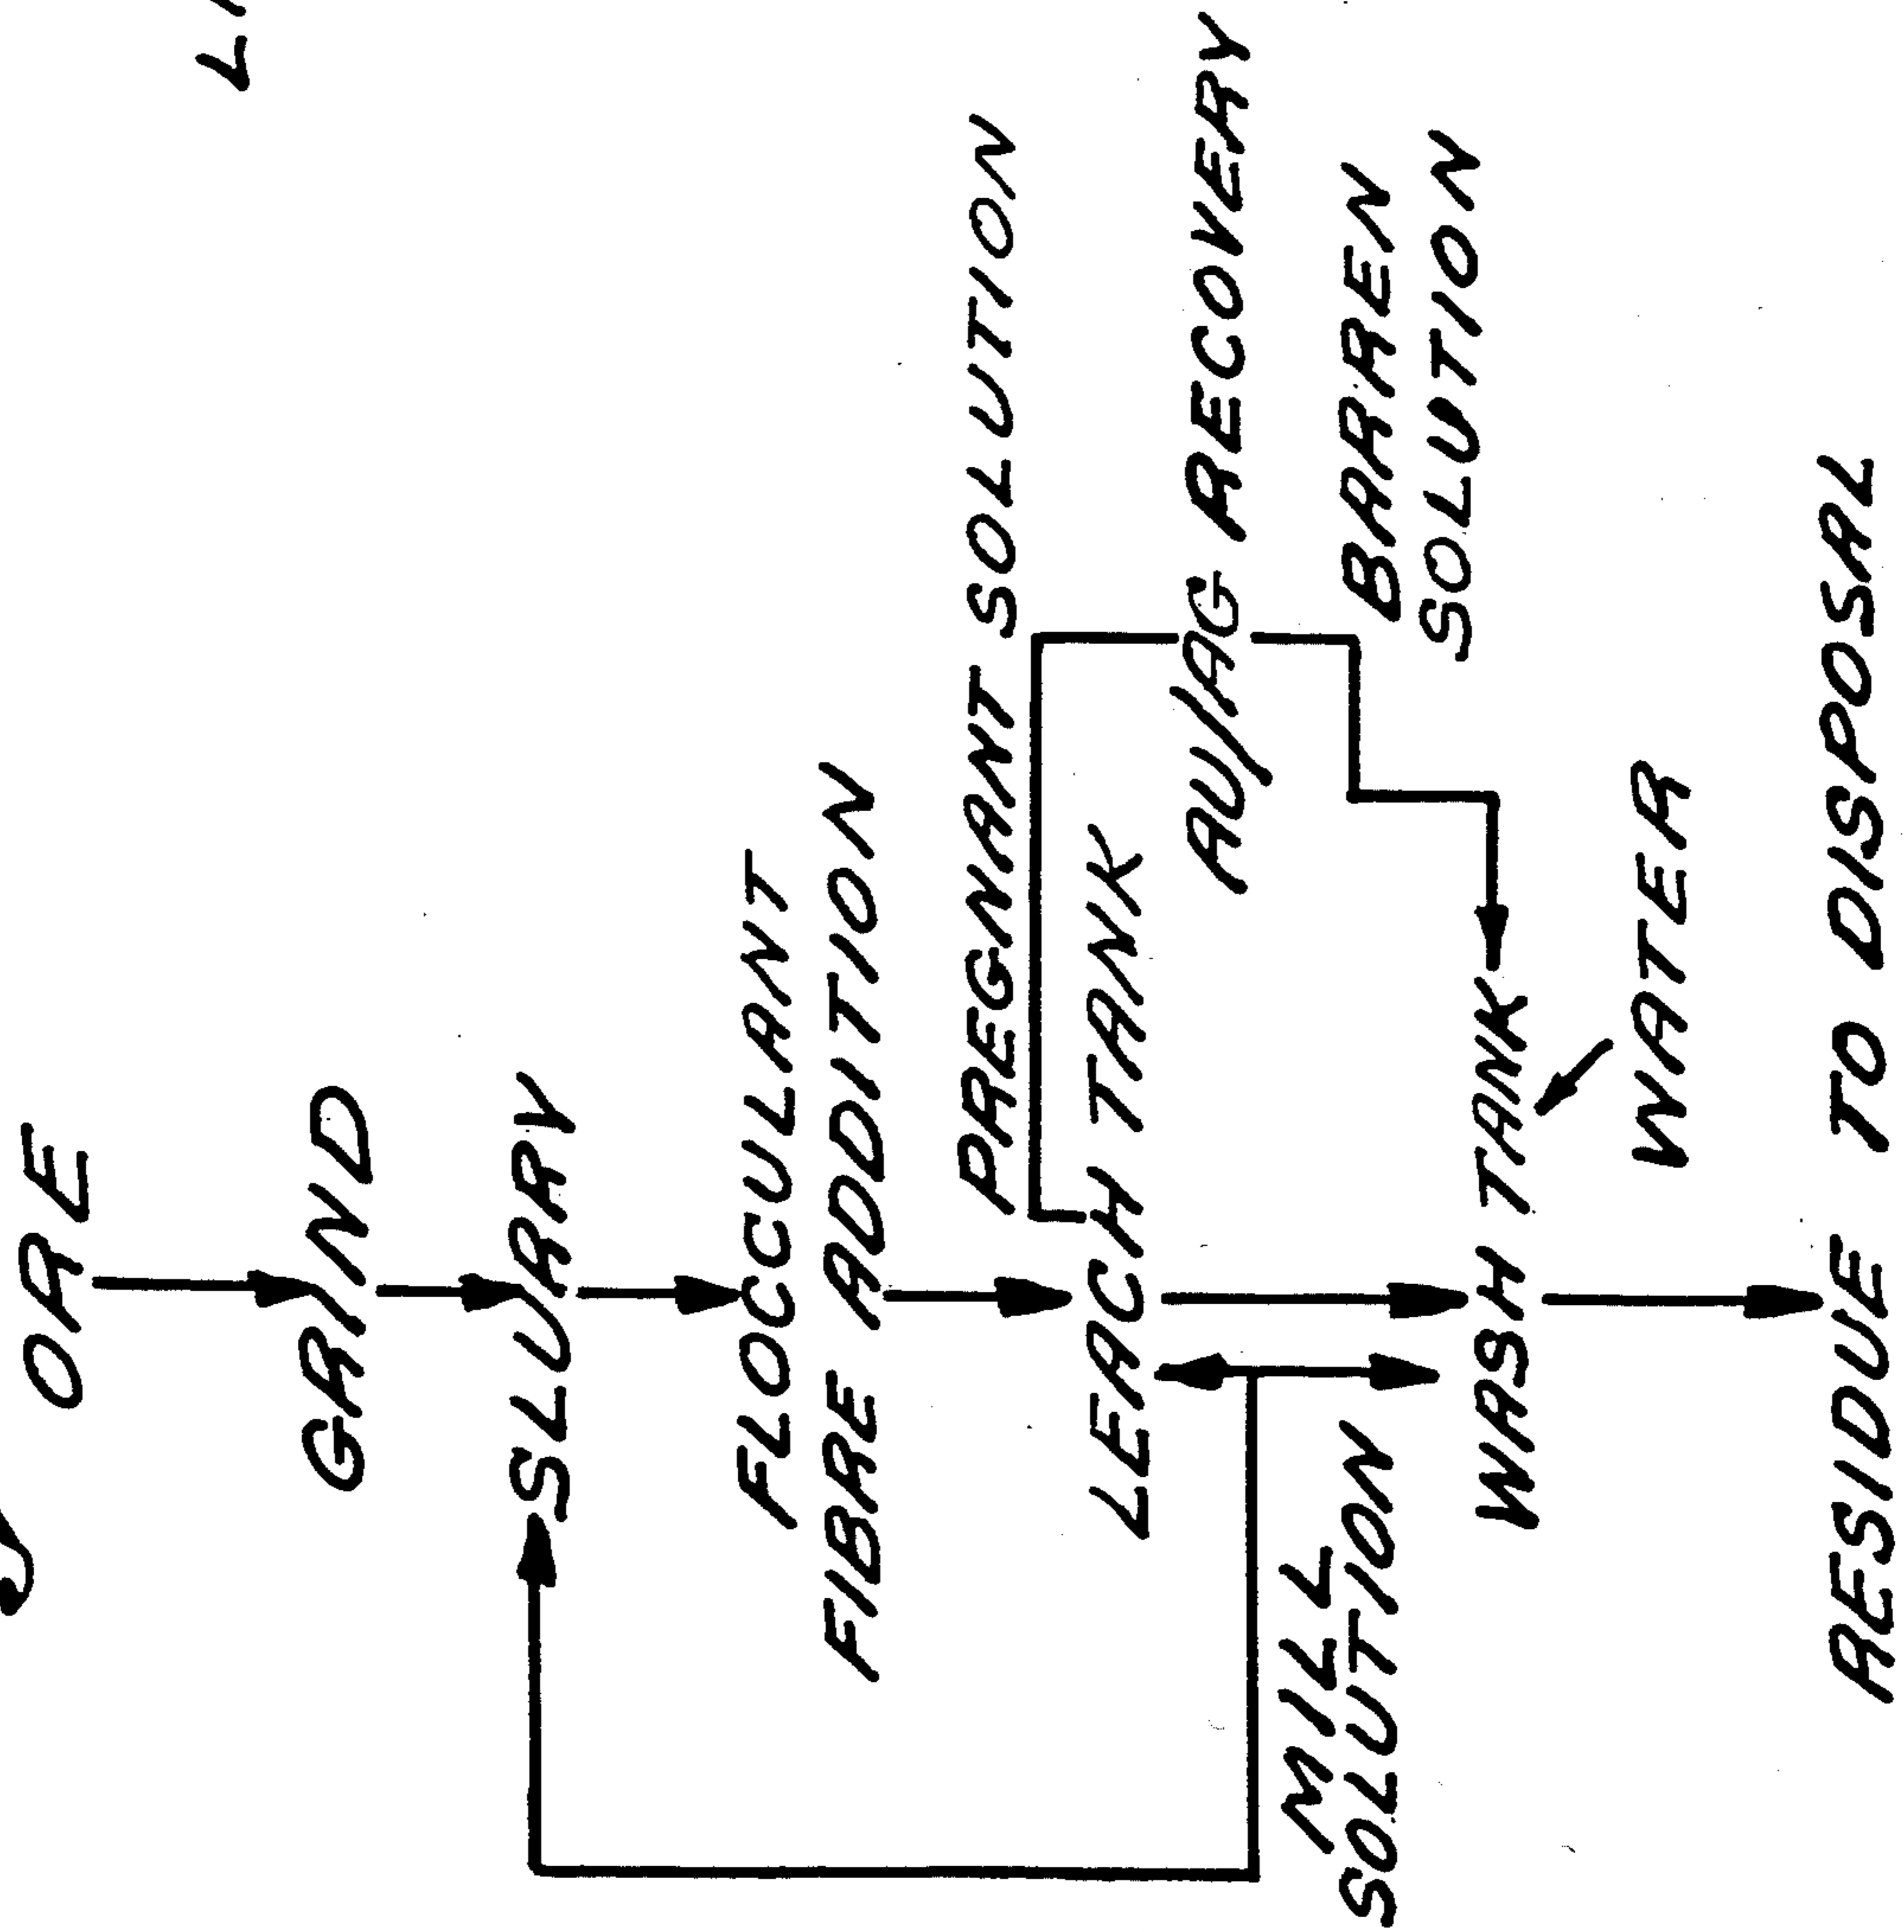 ORE
GRIND
SLURRY
FLOCCULANT
FIBRE ADDITION
PREGNANT SOLUTION
LEACH TANK
AU/AG RECOVERY
MILL
SOLUTION
BARREN
SOLUTION
WASH TANK
WATER
RESIDUE TO DISPOSAL